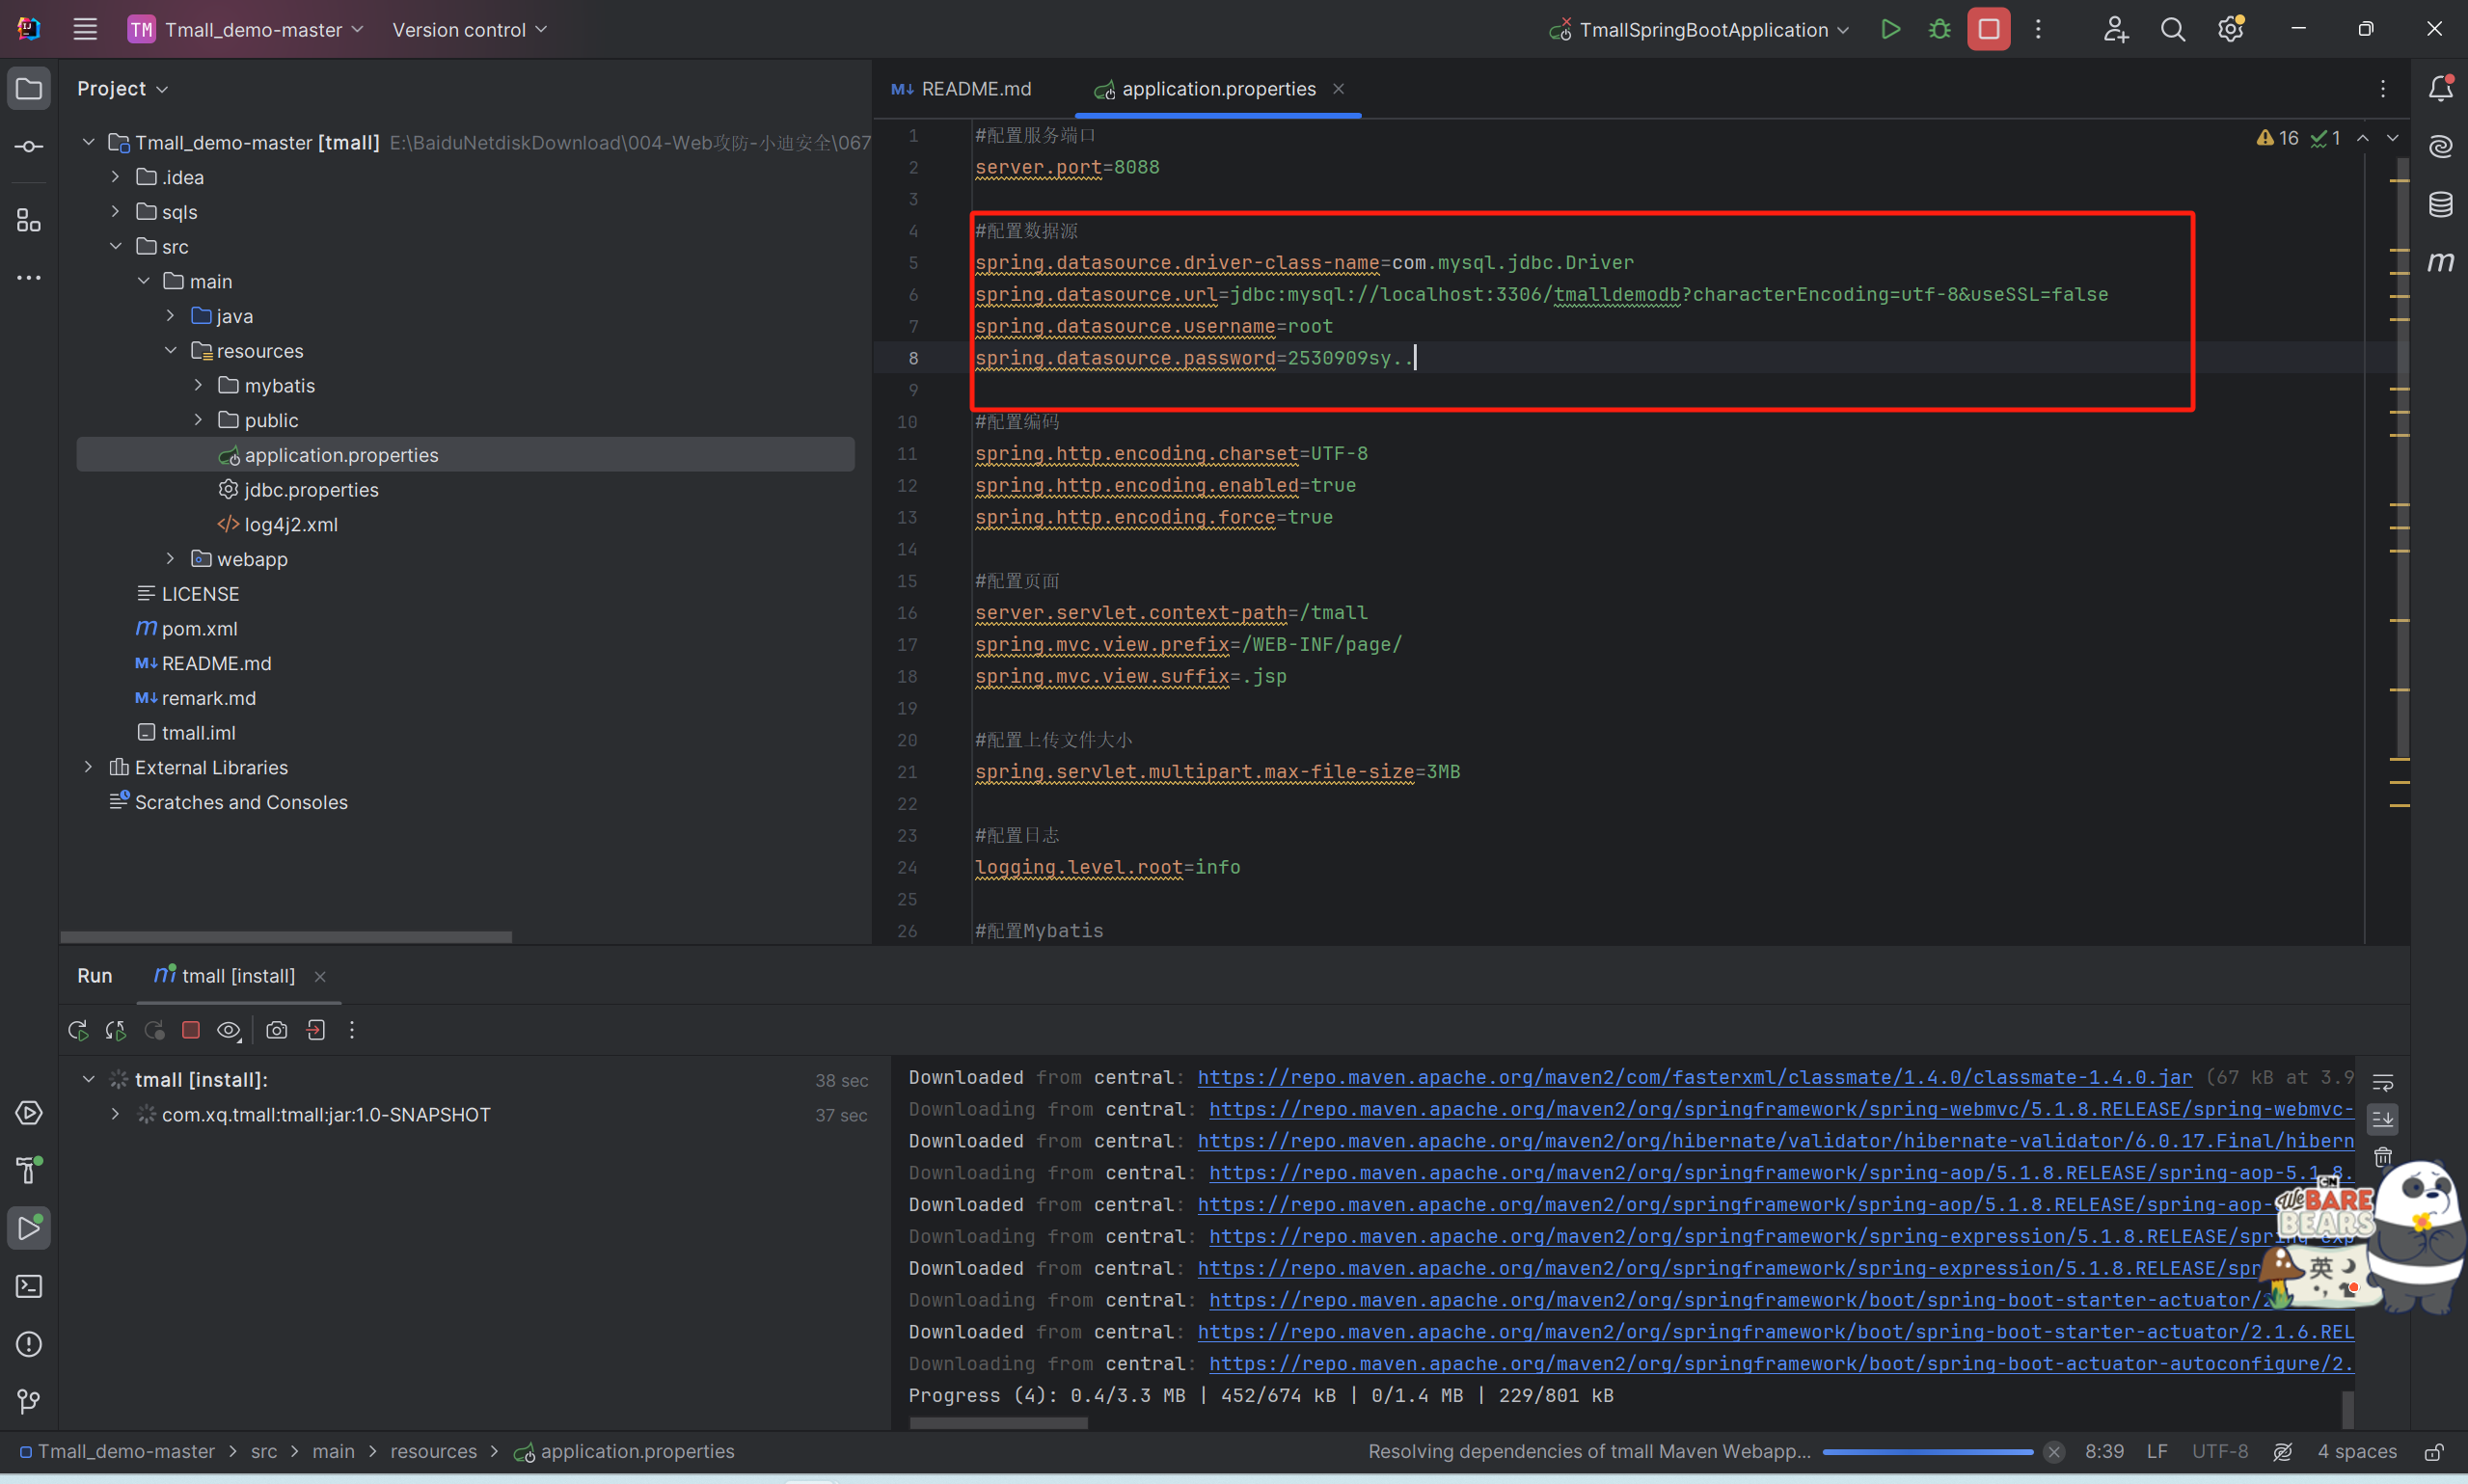 TM Tmall_demo-master Version control TmallSpringBootApplication
Project
Tmall_demo-master [tmall] E:\BaiduNetdiskDownload\004-Web攻防-小迪安全\067
.idea
sqls
src
main
java
resources
mybatis
public
application.properties
jdbc.properties
log4j2.xml
webapp
LICENSE
pom.xml
README.md
remark.md
tmall.iml
External Libraries
Scratches and Consoles
README.md application.properties
16 1
1 #配置服务端口
2 server.port=8088
3
4 #配置数据源
5 spring.datasource.driver-class-name=com.mysql.jdbc.Driver
6 spring.datasource.url=jdbc:mysql://localhost:3306/tmalldemodb?characterEncoding=utf-8&useSSL=false
7 spring.datasource.username=root
8 spring.datasource.password=2530909sy..
9
10 #配置编码
11 spring.http.encoding.charset=UTF-8
12 spring.http.encoding.enabled=true
13 spring.http.encoding.force=true
14
15 #配置页面
16 server.servlet.context-path=/tmall
17 spring.mvc.view.prefix=/WEB-INF/page/
18 spring.mvc.view.suffix=.jsp
19
20 #配置上传文件大小
21 spring.servlet.multipart.max-file-size=3MB
22
23 #配置日志
24 logging.level.root=info
25
26 #配置Mybatis
Run tmall [install]
tmall [install]: 38 sec
com.xq.tmall:tmall:jar:1.0-SNAPSHOT 37 sec
Downloaded from central: https://repo.maven.apache.org/maven2/com/fasterxml/classmate/1.4.0/classmate-1.4.0.jar (67 kB at 3.9
Downloading from central: https://repo.maven.apache.org/maven2/org/springframework/spring-webmvc/5.1.8.RELEASE/spring-webmvc-
Downloaded from central: https://repo.maven.apache.org/maven2/org/hibernate/validator/hibernate-validator/6.0.17.Final/hibern
Downloading from central: https://repo.maven.apache.org/maven2/org/springframework/spring-aop/5.1.8.RELEASE/spring-aop-5.1.8.
Downloaded from central: https://repo.maven.apache.org/maven2/org/springframework/spring-aop/5.1.8.RELEASE/spring-aop-
Downloading from central: https://repo.maven.apache.org/maven2/org/springframework/spring-expression/5.1.8.RELEASE/spring-exp
Downloaded from central: https://repo.maven.apache.org/maven2/org/springframework/spring-expression/5.1.8.RELEASE/spr
Downloading from central: https://repo.maven.apache.org/maven2/org/springframework/boot/spring-boot-starter-actuator/2
Downloaded from central: https://repo.maven.apache.org/maven2/org/springframework/boot/spring-boot-starter-actuator/2.1.6.REL
Downloading from central: https://repo.maven.apache.org/maven2/org/springframework/boot/spring-boot-actuator-autoconfigure/2.
Progress (4): 0.4/3.3 MB | 452/674 kB | 0/1.4 MB | 229/801 kB
CN
We BARE
BEARS
英
Tmall_demo-master > src > main > resources > application.properties Resolving dependencies of tmall Maven Webapp... 8:39 LF UTF-8 4 spaces